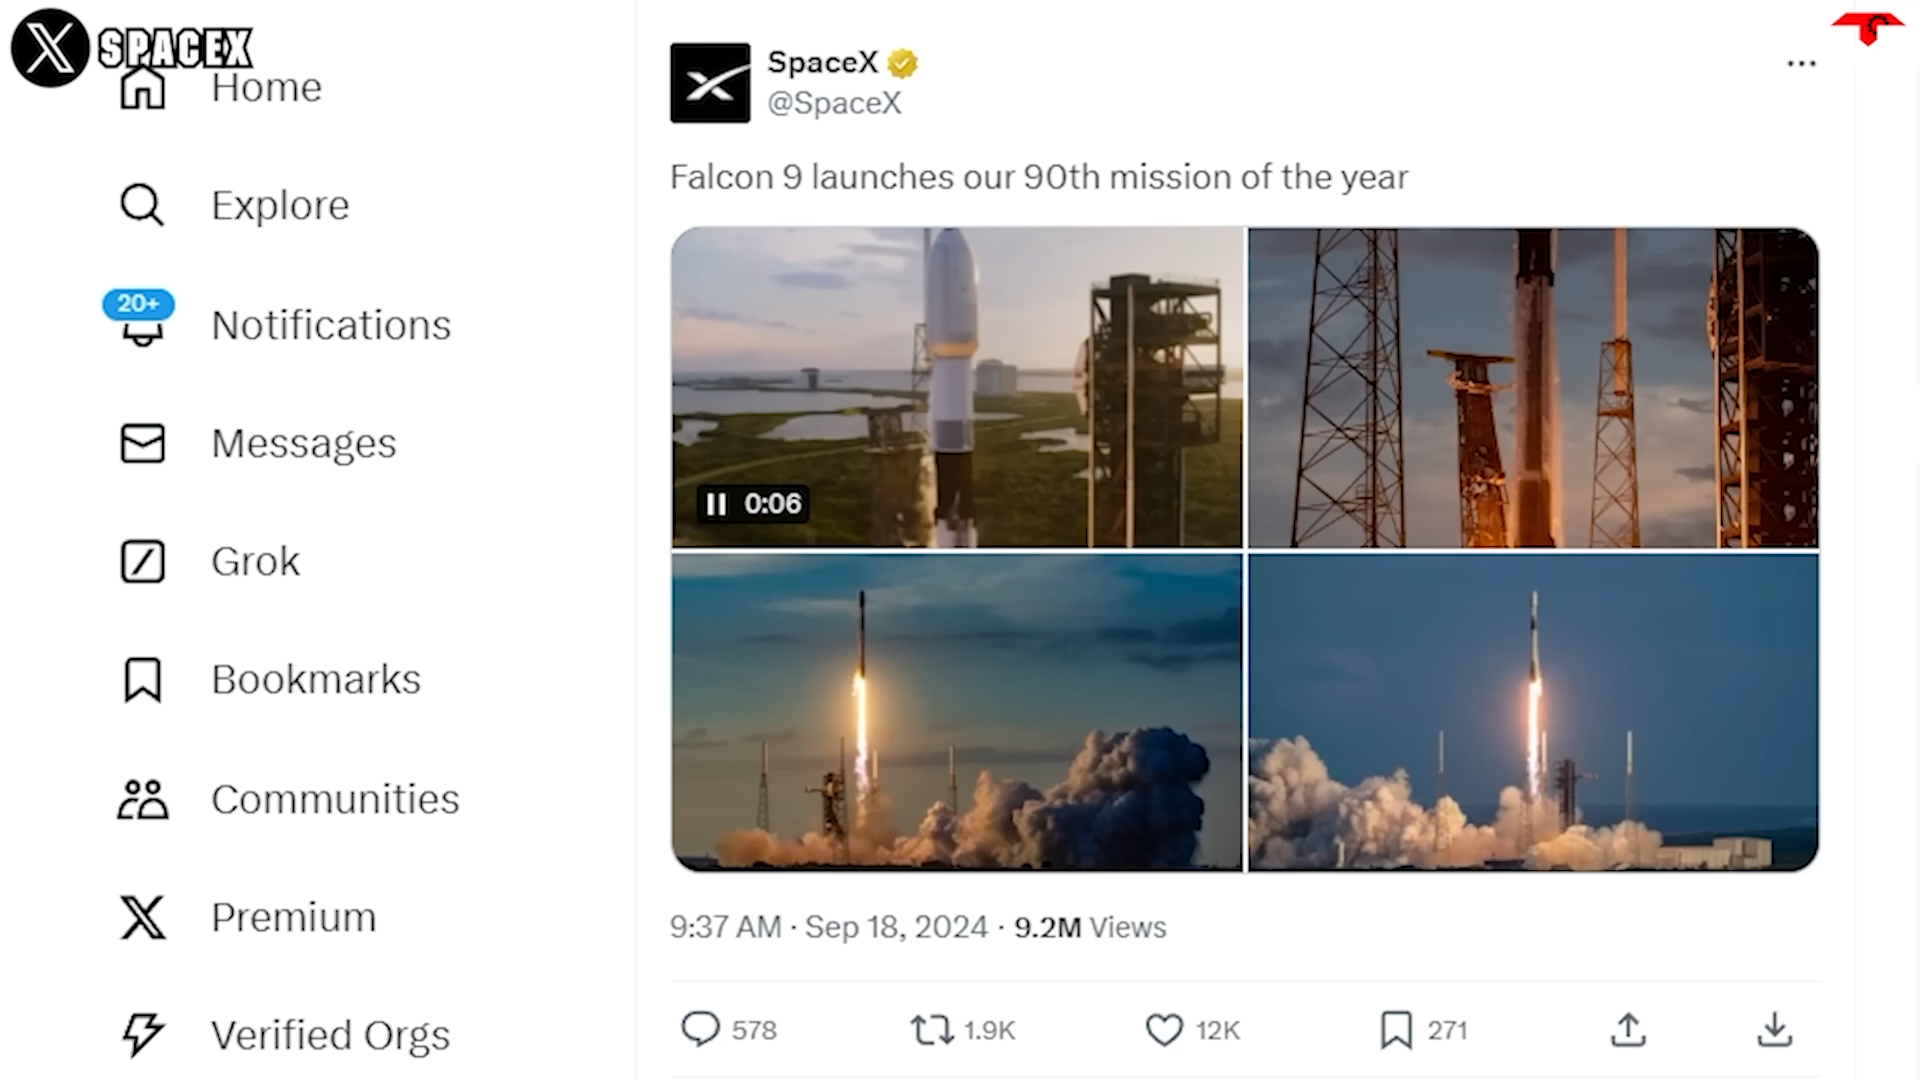 SPACEX
Home
Explore
20+
Notifications
Messages
Grok
Bookmarks
Communities
Premium
Verified Orgs
SpaceX
@SpaceX
Falcon 9 launches our 90th mission of the year
0:06
9:37 AM · Sep 18, 2024 · 9.2M Views
578 1.9K 12K 271